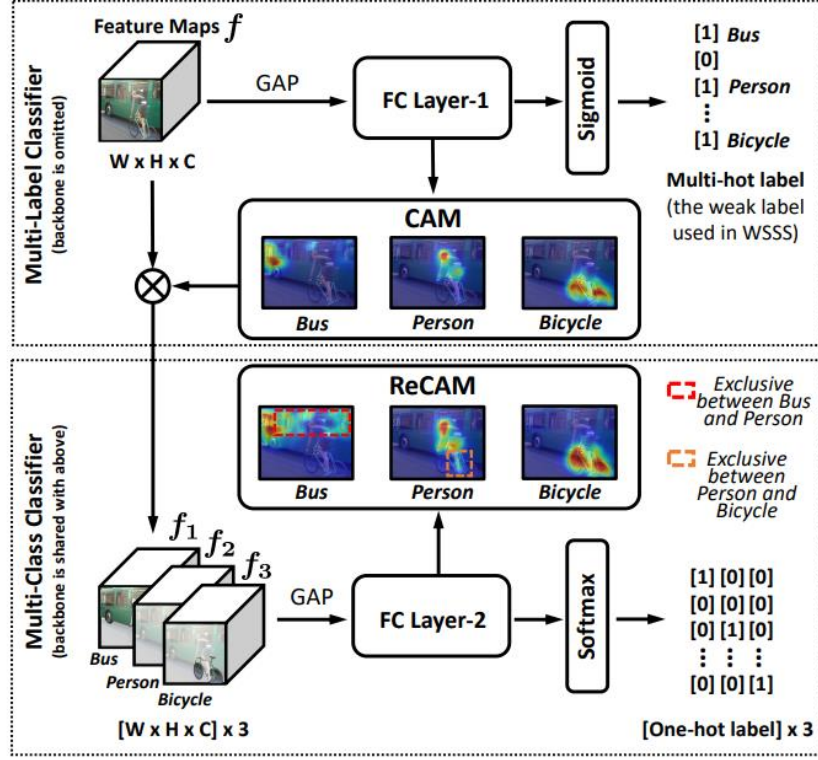 Multi-Label Classifier
(backbone is omitted)
Feature Maps f
W x H x C
GAP
FC Layer-1
Sigmoid
[1] Bus
[0]
[1] Person
⋮
[1] Bicycle
Multi-hot label
(the weak label
used in WSSS)
CAM
Bus
Person
Bicycle
Multi-Class Classifier
(backbone is shared with above)
ReCAM
Bus
Person
Bicycle
Exclusive
between Bus
and Person
Exclusive
between
Person and
Bicycle
f1
f2
f3
Bus
Person
Bicycle
[W x H x C] x 3
GAP
FC Layer-2
Softmax
[1] [0] [0]
[0] [0] [0]
[0] [1] [0]
⋮ ⋮ ⋮
[0] [0] [1]
[One-hot label] x 3